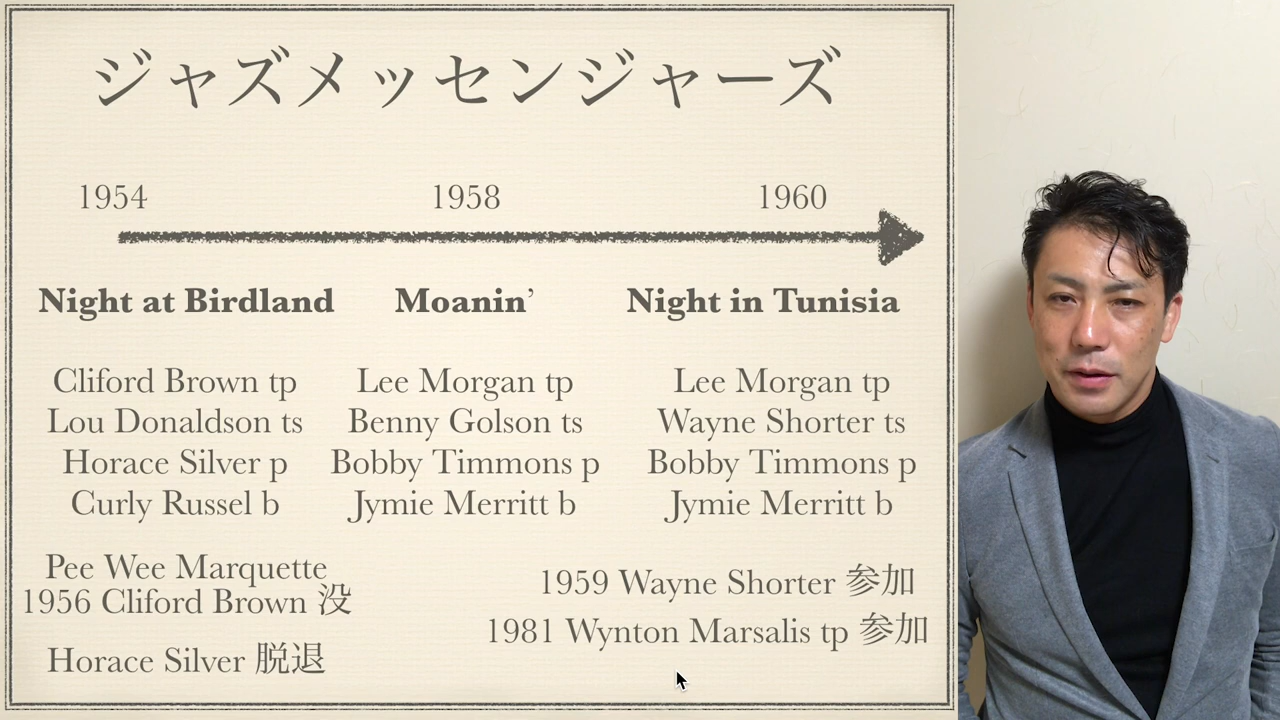 ジャズメッセンジャーズ
1954 1958 1960
Night at Birdland Moanin’ Night in Tunisia
Cliford Brown tp Lee Morgan tp Lee Morgan tp
Lou Donaldson ts Benny Golson ts Wayne Shorter ts
Horace Silver p Bobby Timmons p Bobby Timmons p
Curly Russel b Jymie Merritt b Jymie Merritt b
Pee Wee Marquette
1956 Cliford Brown 没
Horace Silver 脱退
1959 Wayne Shorter 参加
1981 Wynton Marsalis tp 参加